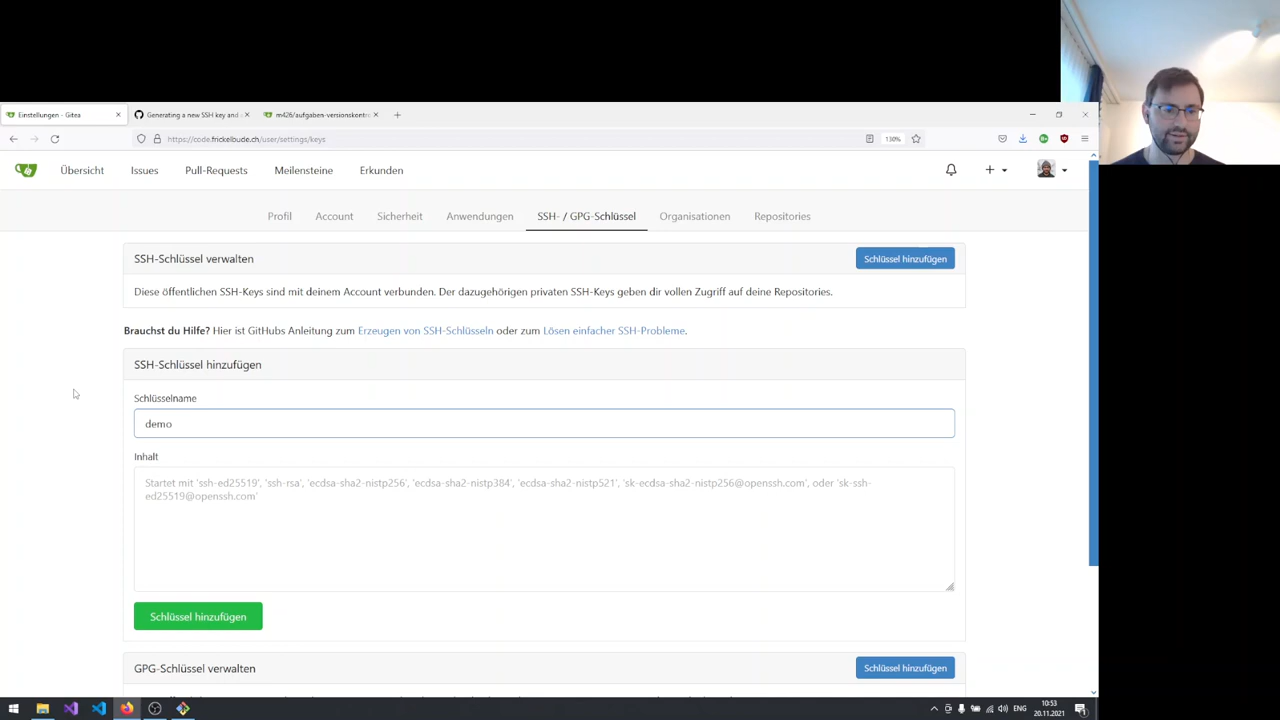 Einstellungen - Gitea
Generating a new SSH key and
m426/aufgaben-versionskontr
https://code.frickelbude.ch/user/settings/keys
130%
Übersicht
Issues
Pull-Requests
Meilensteine
Erkunden
Profil
Account
Sicherheit
Anwendungen
SSH- / GPG-Schlüssel
Organisationen
Repositories
SSH-Schlüssel verwalten
Schlüssel hinzufügen
Diese öffentlichen SSH-Keys sind mit deinem Account verbunden. Der dazugehörigen privaten SSH-Keys geben dir vollen Zugriff auf deine Repositories.
Brauchst du Hilfe? Hier ist GitHubs Anleitung zum Erzeugen von SSH-Schlüsseln oder zum Lösen einfacher SSH-Probleme.
SSH-Schlüssel hinzufügen
Schlüsselname
demo
Inhalt
Startet mit 'ssh-ed25519', 'ssh-rsa', 'ecdsa-sha2-nistp256', 'ecdsa-sha2-nistp384', 'ecdsa-sha2-nistp521', 'sk-ecdsa-sha2-nistp256@openssh.com', oder 'sk-ssh-
ed25519@openssh.com'
Schlüssel hinzufügen
GPG-Schlüssel verwalten
Schlüssel hinzufügen
ENG
10:53
20.11.2021